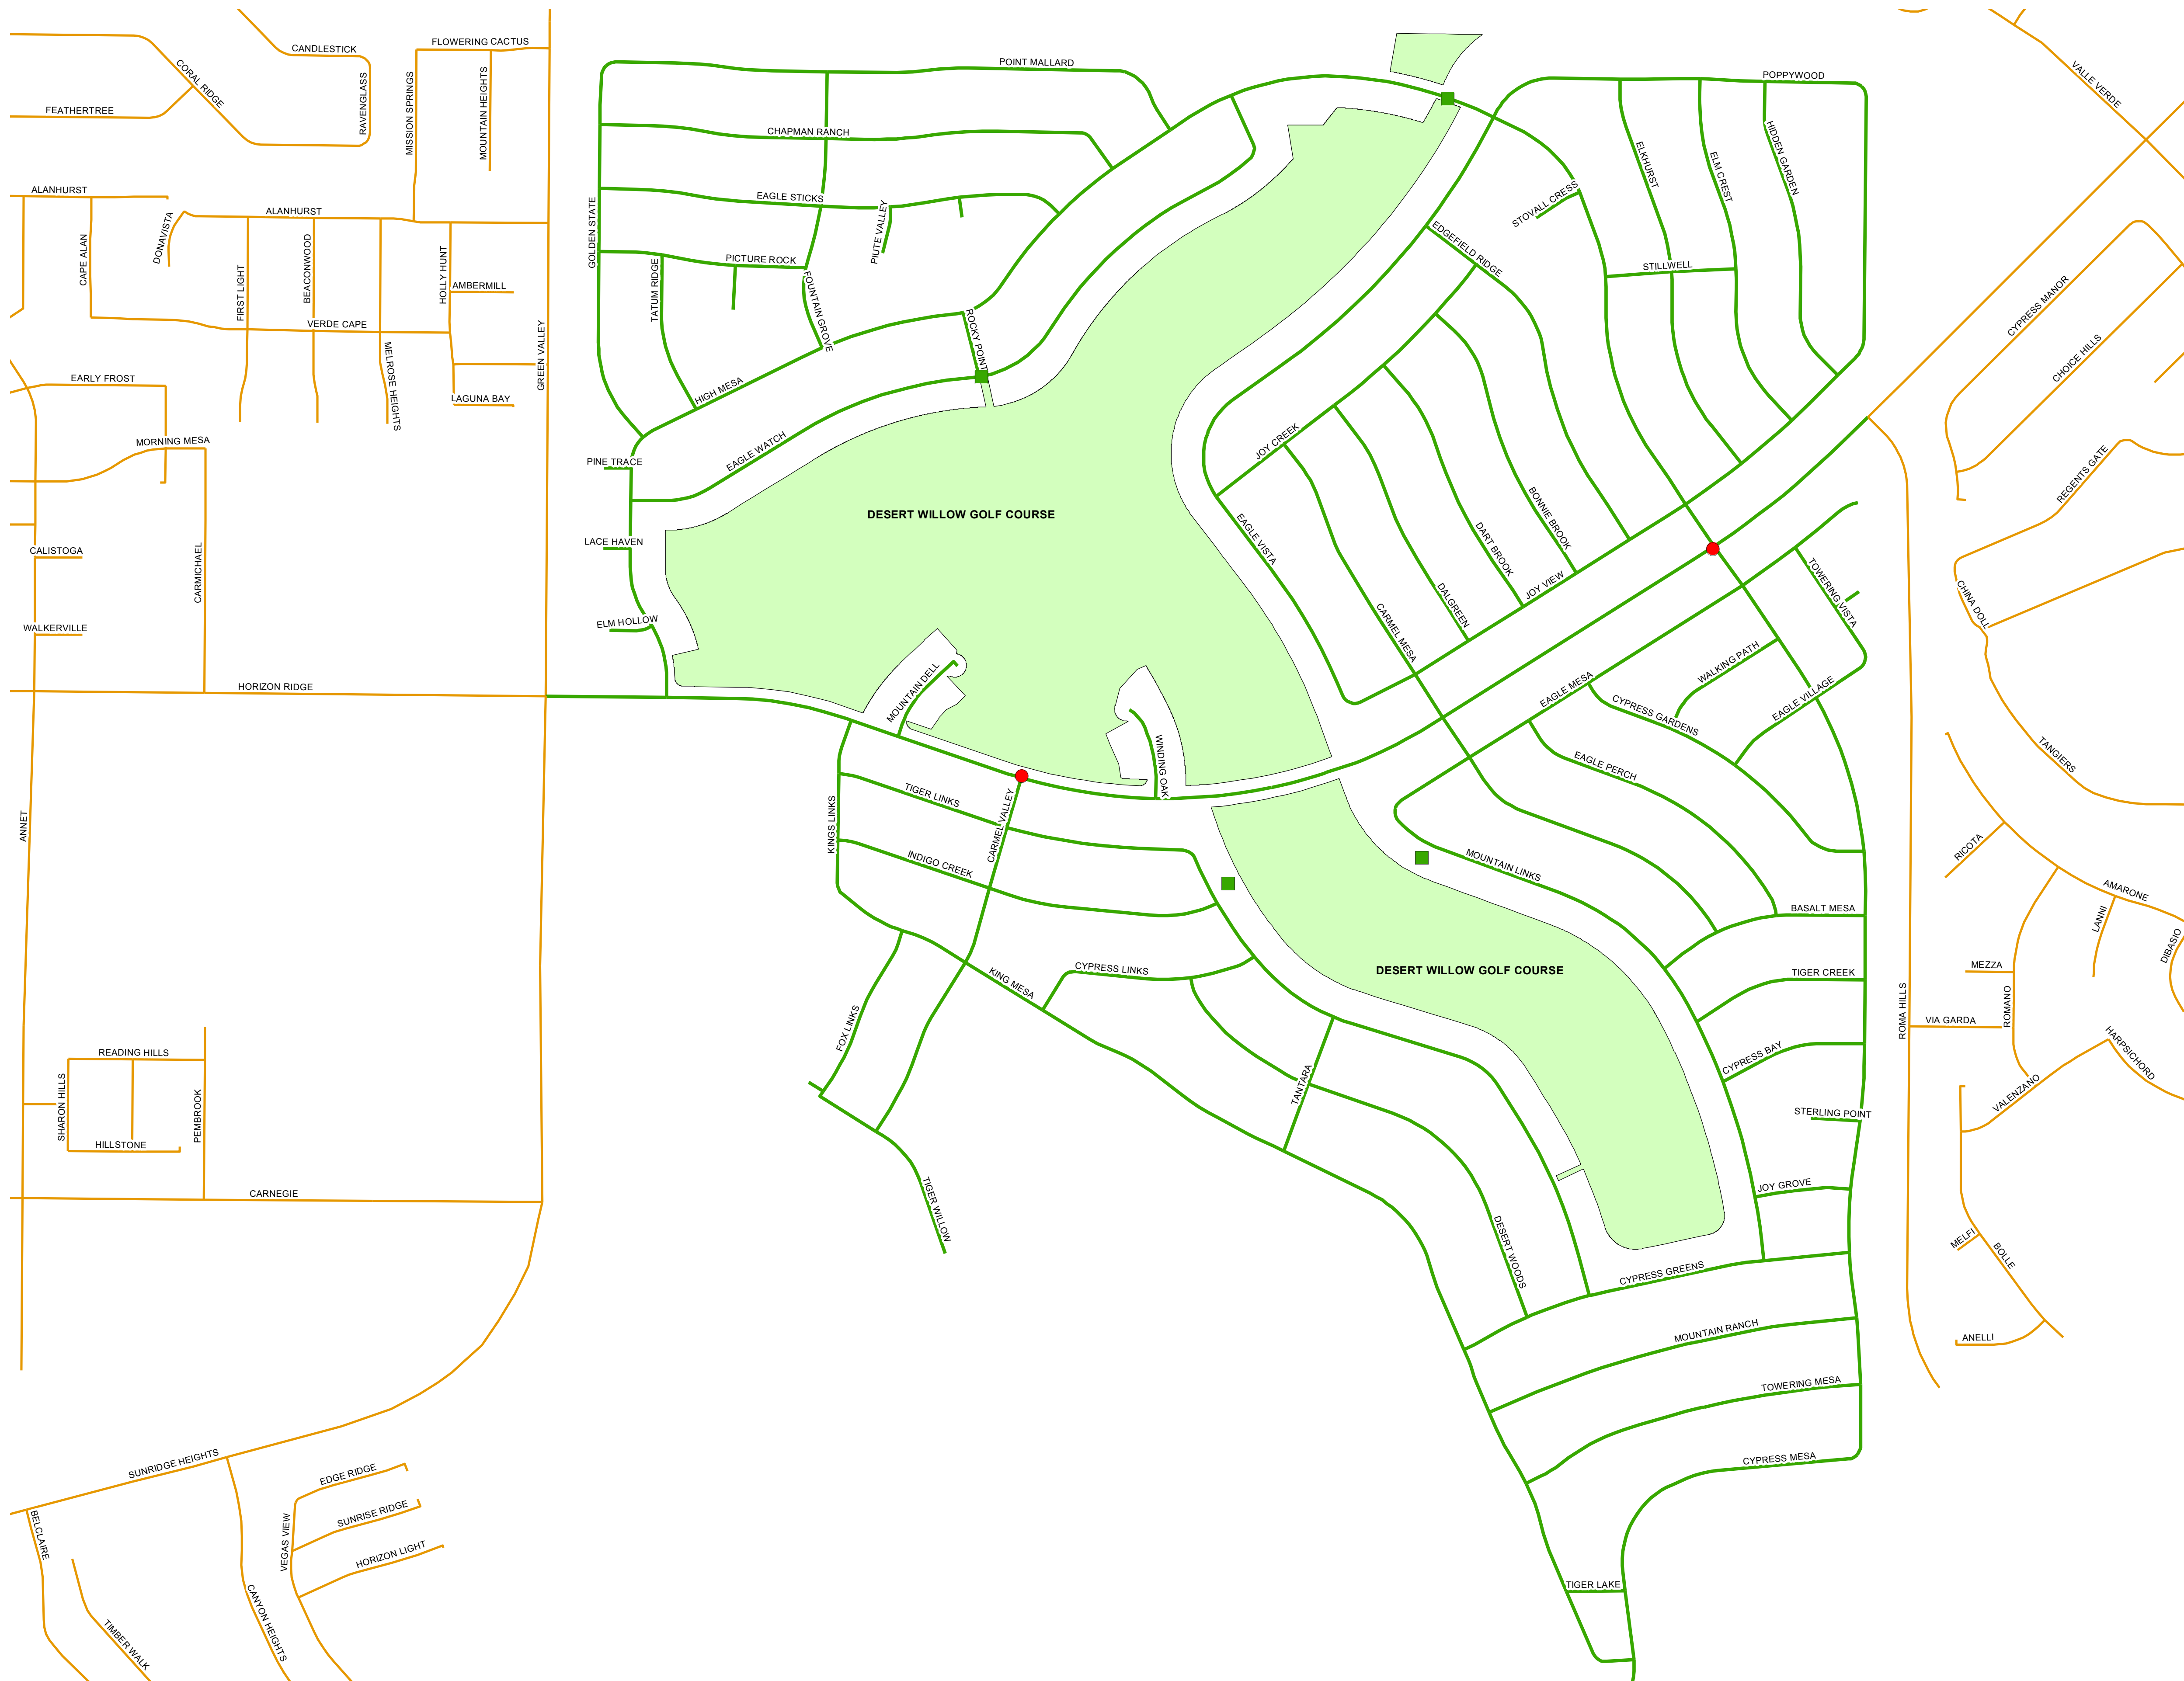 FLOWERING CACTUS
CANDLESTICK
CORAL RIDGE
RAVENGLASS
MISSION SPRINGS
MOUNTAIN HEIGHTS
FEATHERTREE
POINT MALLARD
POPPYWOOD
VALLE VERDE
CHAPMAN RANCH
ELKHURST
ELM CREST
HIDDEN GARDEN
ALANHURST
DONAVISTA
ALANHURST
EAGLE STICKS
PIUTE VALLEY
STOVALL CRESS
EDGEFIELD RIDGE
GOLDEN STATE
CAPE ALAN
FIRST LIGHT
BEACONWOOD
HOLLY HUNT
AMBERMILL
PICTURE ROCK
TATUM RIDGE
FOUNTAIN GROVE
STILLWELL
CYPRESS MANOR
VERDE CAPE
ROCKY POINT
GREEN VALLEY
MELROSE HEIGHTS
CHOICE HILLS
EARLY FROST
LAGUNA BAY
HIGH MESA
MORNING MESA
PINE TRACE
EAGLE WATCH
JOY CREEK
REGENTS GATE
DESERT WILLOW GOLF COURSE
EAGLE VISTA
BONNIE BROOK
DART BROOK
LACE HAVEN
CALISTOGA
CARMICHAEL
JOY VIEW
DALGREEN
CARMEL MESA
TOWERING VISTA
CHINA DOLL
WALKERVILLE
ELM HOLLOW
WALKING PATH
HORIZON RIDGE
MOUNTAIN DELL
EAGLE MESA
CYPRESS GARDENS
EAGLE VILLAGE
WINDING OAK
EAGLE PERCH
TANGIERS
TIGER LINKS
KINGS LINKS
CARMEL VALLEY
ANNET
INDIGO CREEK
MOUNTAIN LINKS
RICOTA
AMARONE
LANNI
DIBASIO
BASALT MESA
CYPRESS LINKS
KING MESA
DESERT WILLOW GOLF COURSE
TIGER CREEK
MEZZA
ROMANO
ROMA HILLS
VIA GARDA
FOX LINKS
READING HILLS
SHARON HILLS
PEMBROOK
HILLSTONE
TANTARA
CYPRESS BAY
HARPSICHORD
VALENZANO
STERLING POINT
CARNEGIE
TIGER WILLOW
JOY GROVE
DESERT WOODS
CYPRESS GREENS
MELFI
BOLLE
MOUNTAIN RANCH
ANELLI
TOWERING MESA
SUNRIDGE HEIGHTS
EDGE RIDGE
CYPRESS MESA
SUNRISE RIDGE
BELCLAIRE
VEGAS VIEW
HORIZON LIGHT
TIGER LAKE
CANYON HEIGHTS
TIMBER WALK